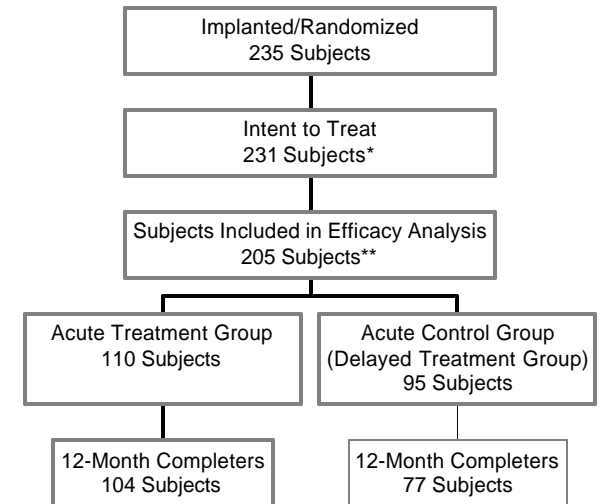 Implanted/Randomized
235 Subjects
Intent to Treat
231 Subjects*
Subjects Included in Efficacy Analysis
205 Subjects**
Acute Treatment Group
110 Subjects
Acute Control Group
(Delayed Treatment Group)
95 Subjects
12-Month Completers
104 Subjects
12-Month Completers
77 Subjects